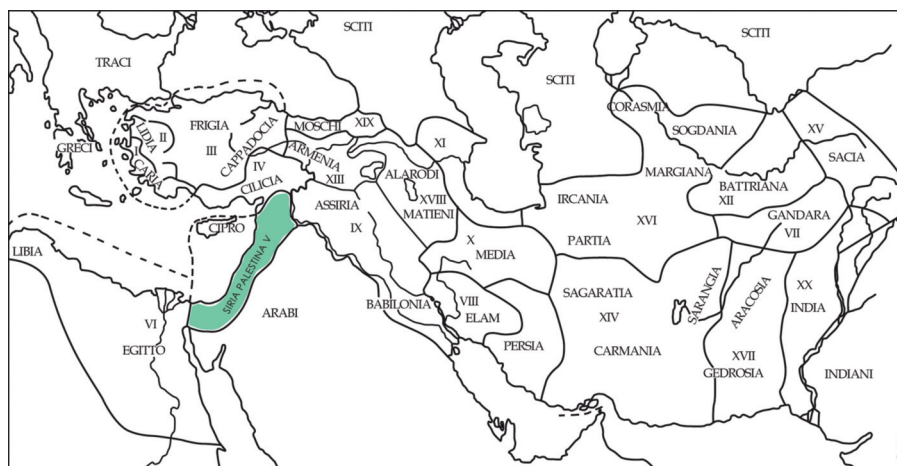 SCITI
SCITI
TRACI
SCITI
CORASMIA
GRECI
LIDIA
II
I
CARIA
FRIGIA
III
CAPPADOCIA
MOSCHI
XIX
XI
SOGDANIA
XV
SACIA
IV
CILICIA
ARMENIA
XIII
ALARODI
XVIII
MATIENI
MARGIANA
BATTRIANA
XII
GANDARA
VII
IRCANIA
XVI
PARTIA
CIPRO
ASSIRIA
IX
X
MEDIA
LIBIA
SIRIA PALESTINA V
ARABI
BABILONIA
VIII
ELAM
PERSIA
SAGARATIA
XIV
CARMANIA
SARANGIA
ARACOSIA
XVII
GEDROSIA
XX
INDIA
INDIANI
VI
EGITTO